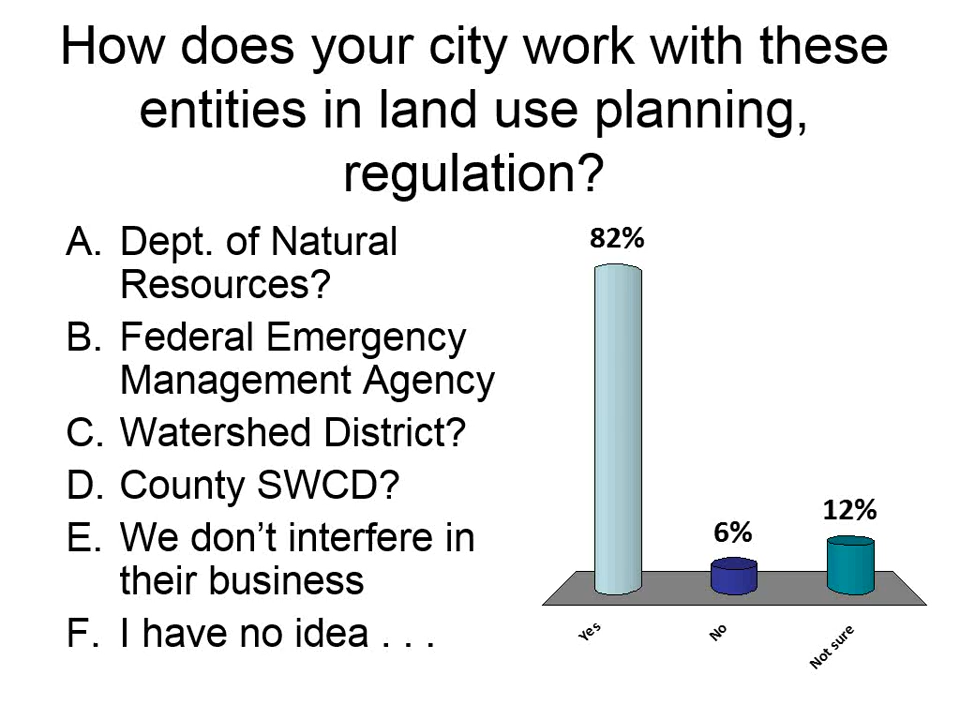 How does your city work with these
entities in land use planning,
regulation?
A. Dept. of Natural
Resources?
B. Federal Emergency
Management Agency
C. Watershed District?
D. County SWCD?
E. We don’t interfere in
their business
F. I have no idea . . .
82%
6%
12%
Yes
No
Not sure